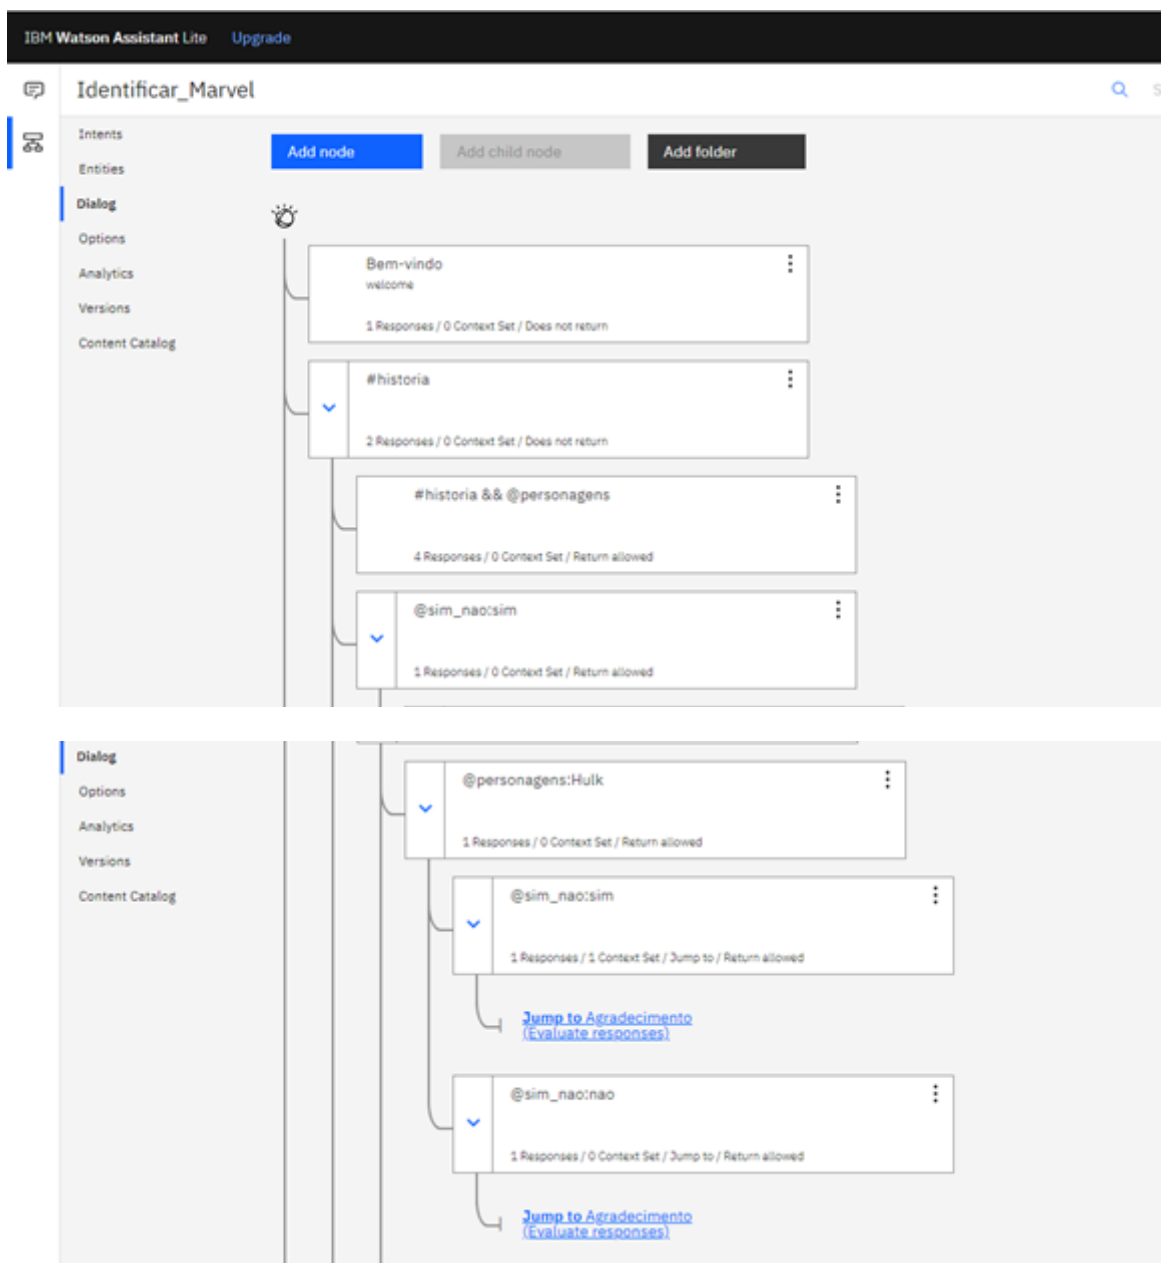 IBM Watson Assistant Lite Upgrade
Identificar_Marvel
S
Intents
Entities
Dialog
Options
Analytics
Versions
Content Catalog
Add node Add child node Add folder
Bem-vindo
welcome
1 Responses / 0 Context Set / Does not return
#historia
2 Responses / 0 Context Set / Does not return
#historia && @personagens
4 Responses / 0 Context Set / Return allowed
@sim_nao:sim
1 Responses / 0 Context Set / Return allowed
Dialog
Options
Analytics
Versions
Content Catalog
@personagens:Hulk
1 Responses / 0 Context Set / Return allowed
@sim_nao:sim
1 Responses / 1 Context Set / Jump to / Return allowed
Jump to Agradecimento
(Evaluate responses)
@sim_nao:nao
1 Responses / 0 Context Set / Jump to / Return allowed
Jump to Agradecimento
(Evaluate responses)